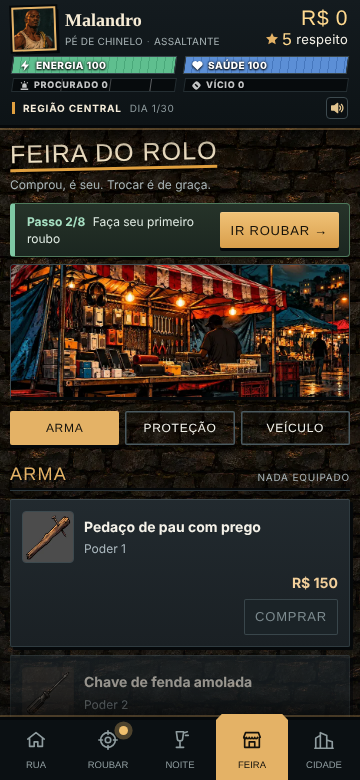 Malandro
PÉ DE CHINELO · ASSALTANTE
R$ 0
5 respeito
ENERGIA 100
SAÚDE 100
PROCURADO 0
VÍCIO 0
REGIÃO CENTRAL DIA 1/30
FEIRA DO ROLO
Comprou, é seu. Trocar é de graça.
Passo 2/8 Faça seu primeiro
roubo
IR ROUBAR →
ARMA
PROTEÇÃO
VEÍCULO
ARMA
NADA EQUIPADO
Pedaço de pau com prego
Poder 1
R$ 150
COMPRAR
Chave de fenda amolada
Poder 2
RUA
ROUBAR
NOITE
FEIRA
CIDADE